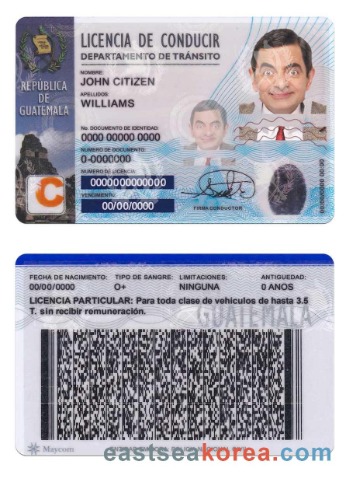 LICENCIA DE CONDUCIR
DEPARTAMENTO DE TRÁNSITO
REPÚBLICA
DE
GUATEMALA
NOMBRE
JOHN CITIZEN
APELLIDOS
WILLIAMS
No DOCUMENTO DE IDENTIDAD
0000 00000 0000
NUMERO DE DOCUMENTO:
0-0000000
NUMERO DE LICENCIA:
0000000000000
VENCIMIENTO:
00/00/0000
C
FIRMA CONDUCTOR
FECHA DE NACIMIENTO: TIPO DE SANGRE: LIMITACIONES: ANTIGUEDAD:
00/00/0000 O+ NINGUNA 0 ANOS
LICENCIA PARTICULAR: Para toda clase de vehiculos de hasta 3.5
T. sin recibir remuneración.
GUATEMALA
Maycom
eastseakorea.com